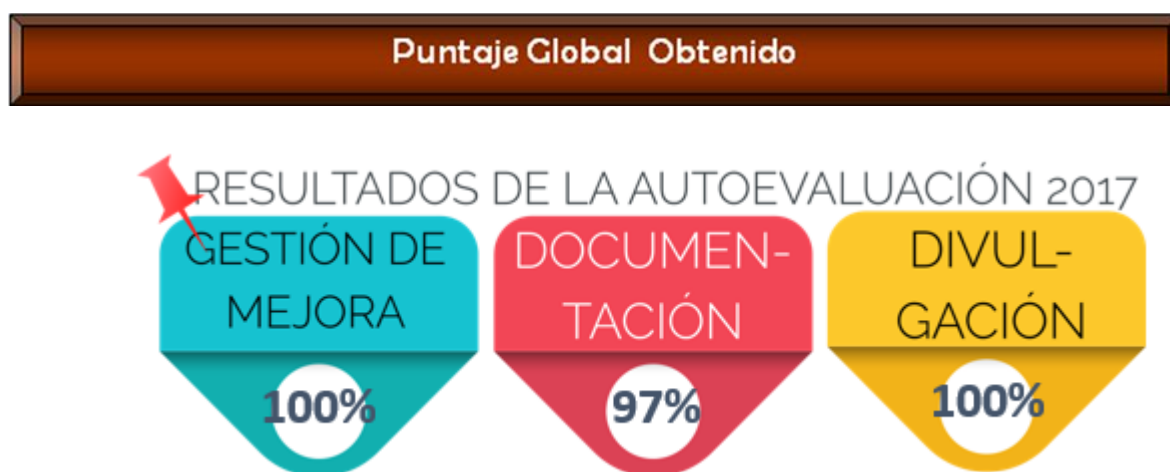 Puntaje Global Obtenido
RESULTADOS DE LA AUTOEVALUACIÓN 2017
GESTIÓN DE
MEJORA
100%
DOCUMEN-
TACIÓN
97%
DIVUL-
GACIÓN
100%